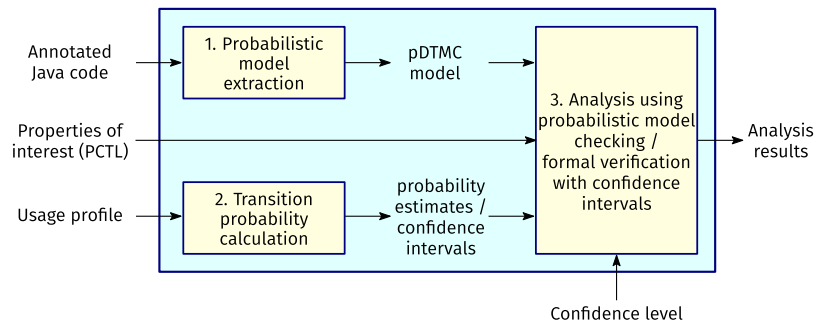 Annotated
Java code
1. Probabilistic
model
extraction
pDTMC
model
Properties of
interest (PCTL)
Usage profile
2. Transition
probability
calculation
probability
estimates /
confidence
intervals
3. Analysis using
probabilistic model
checking /
formal verification
with confidence
intervals
Analysis
results
Confidence level